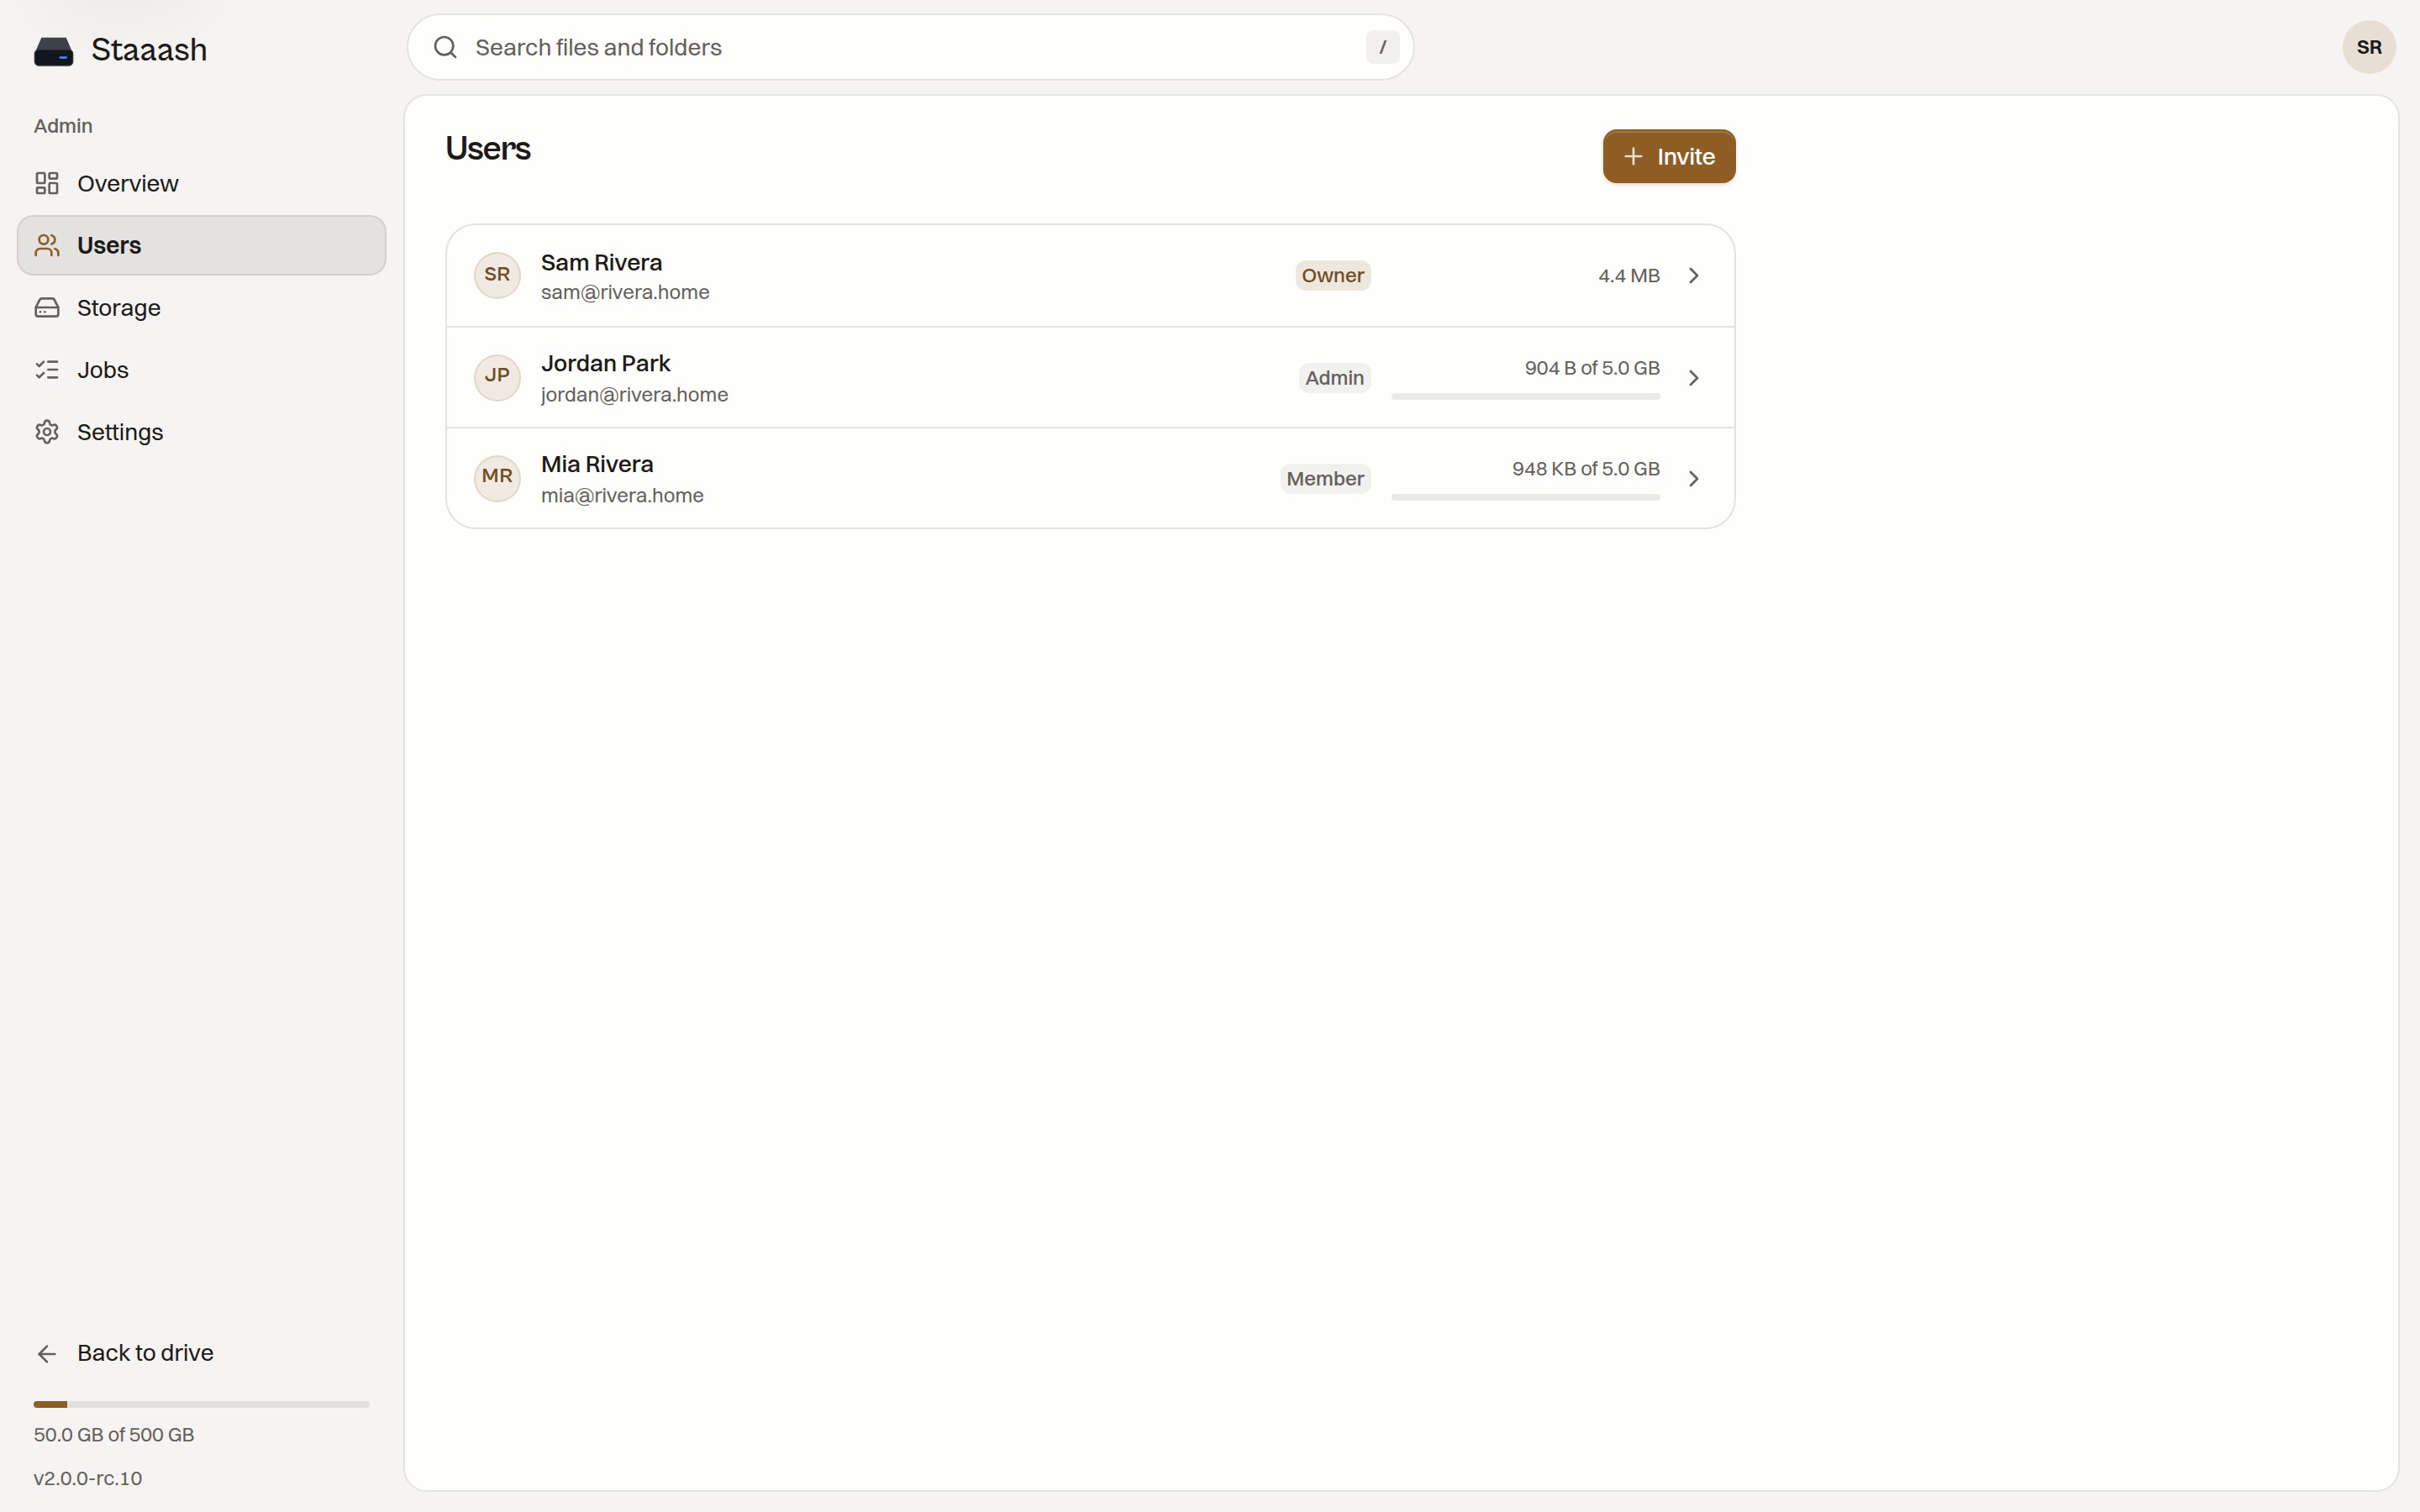 Staaash
Search files and folders
/
SR
Admin
Overview
Users
Storage
Jobs
Settings
Users
Invite
SR
Sam Rivera
sam@rivera.home
Owner
4.4 MB
JP
Jordan Park
jordan@rivera.home
Admin
904 B of 5.0 GB
MR
Mia Rivera
mia@rivera.home
Member
948 KB of 5.0 GB
Back to drive
50.0 GB of 500 GB
v2.0.0-rc.10